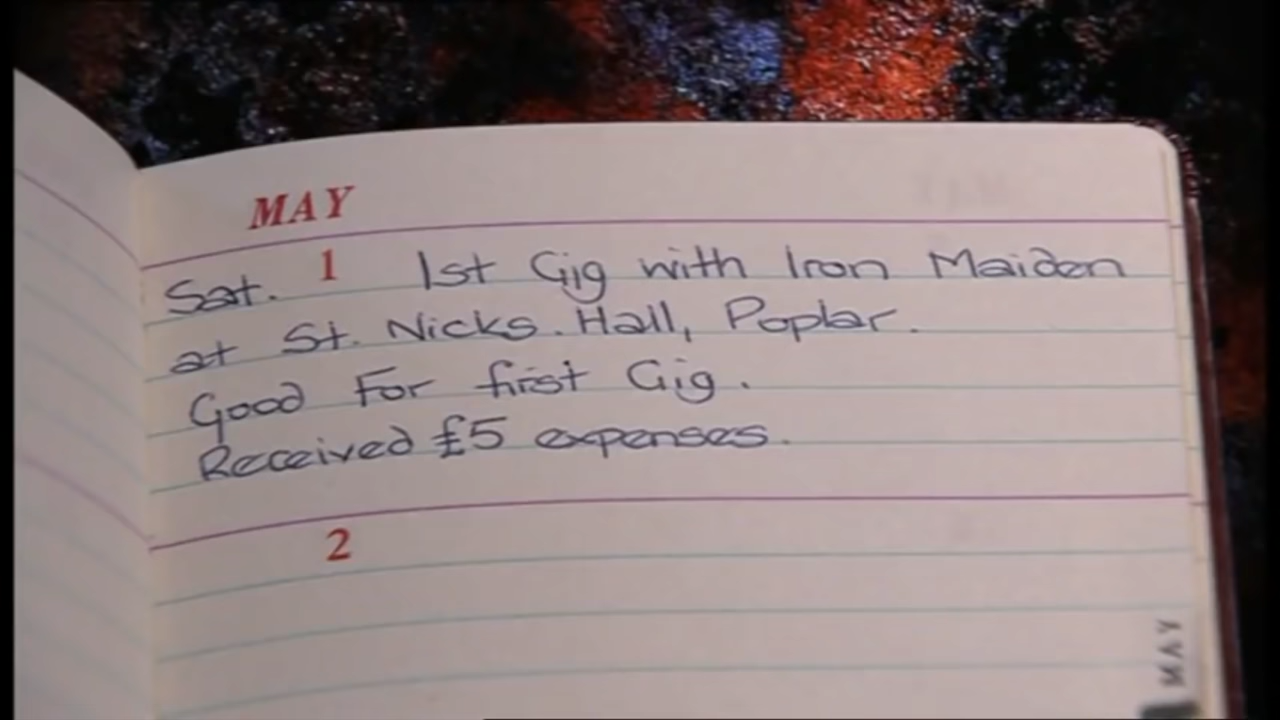 MAY
Sat. 1 1st Gig with Iron Maiden
at St. Nicks. Hall, Poplar.
Good For first Gig.
Received £5 expenses.
2
MAY